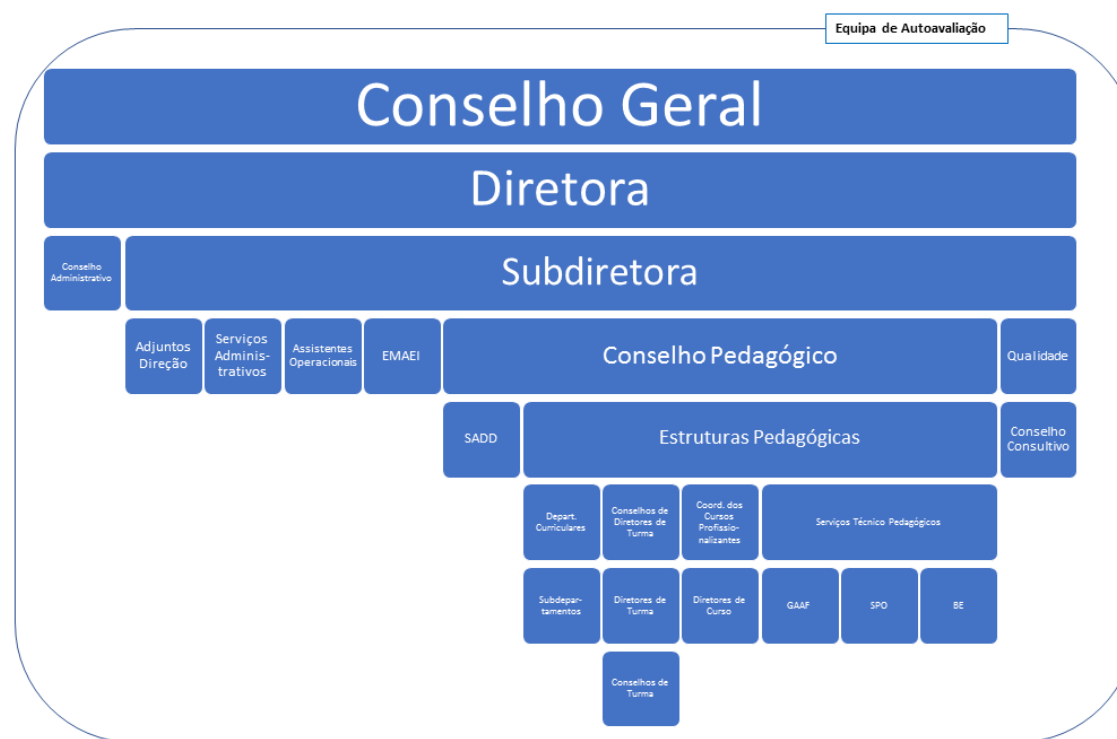 Equipa de Autoavaliação
Conselho Geral
Diretora
Conselho
Administrativo
Subdiretora
Adjuntos
Direção
Serviços
Adminis-
trativos
Assistentes
Operacionais
EMAEI
Conselho Pedagógico
Qualidade
SADD
Estruturas Pedagógicas
Conselho
Consultivo
Depart.
Curriculares
Conselhos de
Diretores de
Turma
Coord. dos
Cursos
Profissio-
nalizantes
Serviços Técnico Pedagógicos
Subdepar-
tamentos
Diretores de
Turma
Diretores de
Curso
GAAF
SPO
BE
Conselhos de
Turma